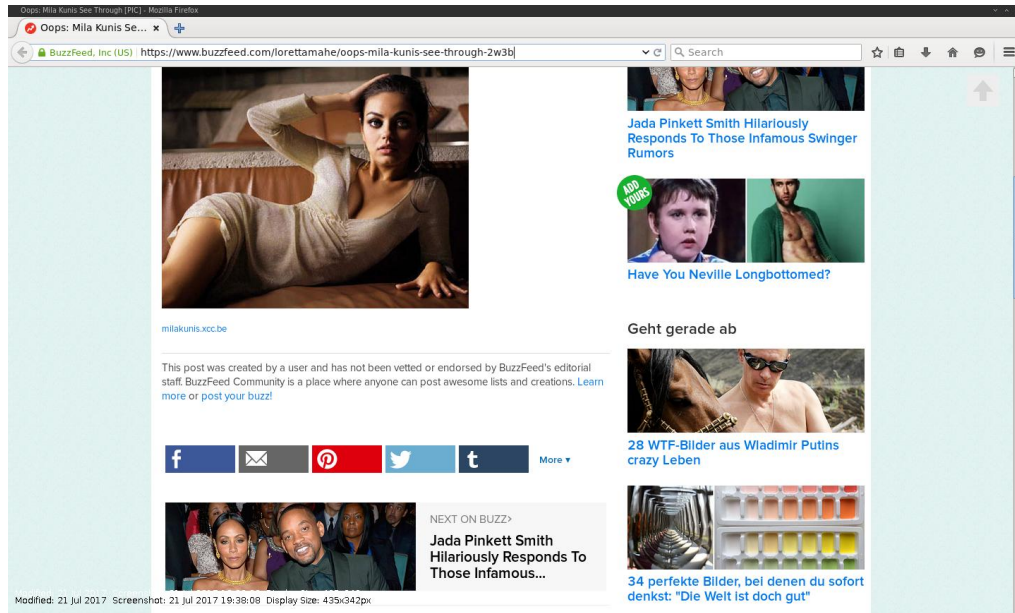 Oops: Mila Kunis See Through [PIC] - Mozilla Firefox
Oops: Mila Kunis Se...
BuzzFeed, Inc (US)
https://www.buzzfeed.com/lorettamahe/oops-mila-kunis-see-through-2w3b
Search
milakunis.xcc.be
This post was created by a user and has not been vetted or endorsed by BuzzFeed's editorial
staff. BuzzFeed Community is a place where anyone can post awesome lists and creations. Learn
more or post your buzz!
f
t
More ▾
NEXT ON BUZZ>
Jada Pinkett Smith
Hilariously Responds To
Those Infamous...
Jada Pinkett Smith Hilariously
Responds To Those Infamous Swinger
Rumors
ADD
YOURS
Have You Neville Longbottomed?
Geht gerade ab
28 WTF-Bilder aus Wladimir Putins
crazy Leben
34 perfekte Bilder, bei denen du sofort
denkst: "Die Welt ist doch gut"
Modified: 21 Jul 2017 Screenshot: 21 Jul 2017 19:38:08 Display Size: 435x342px